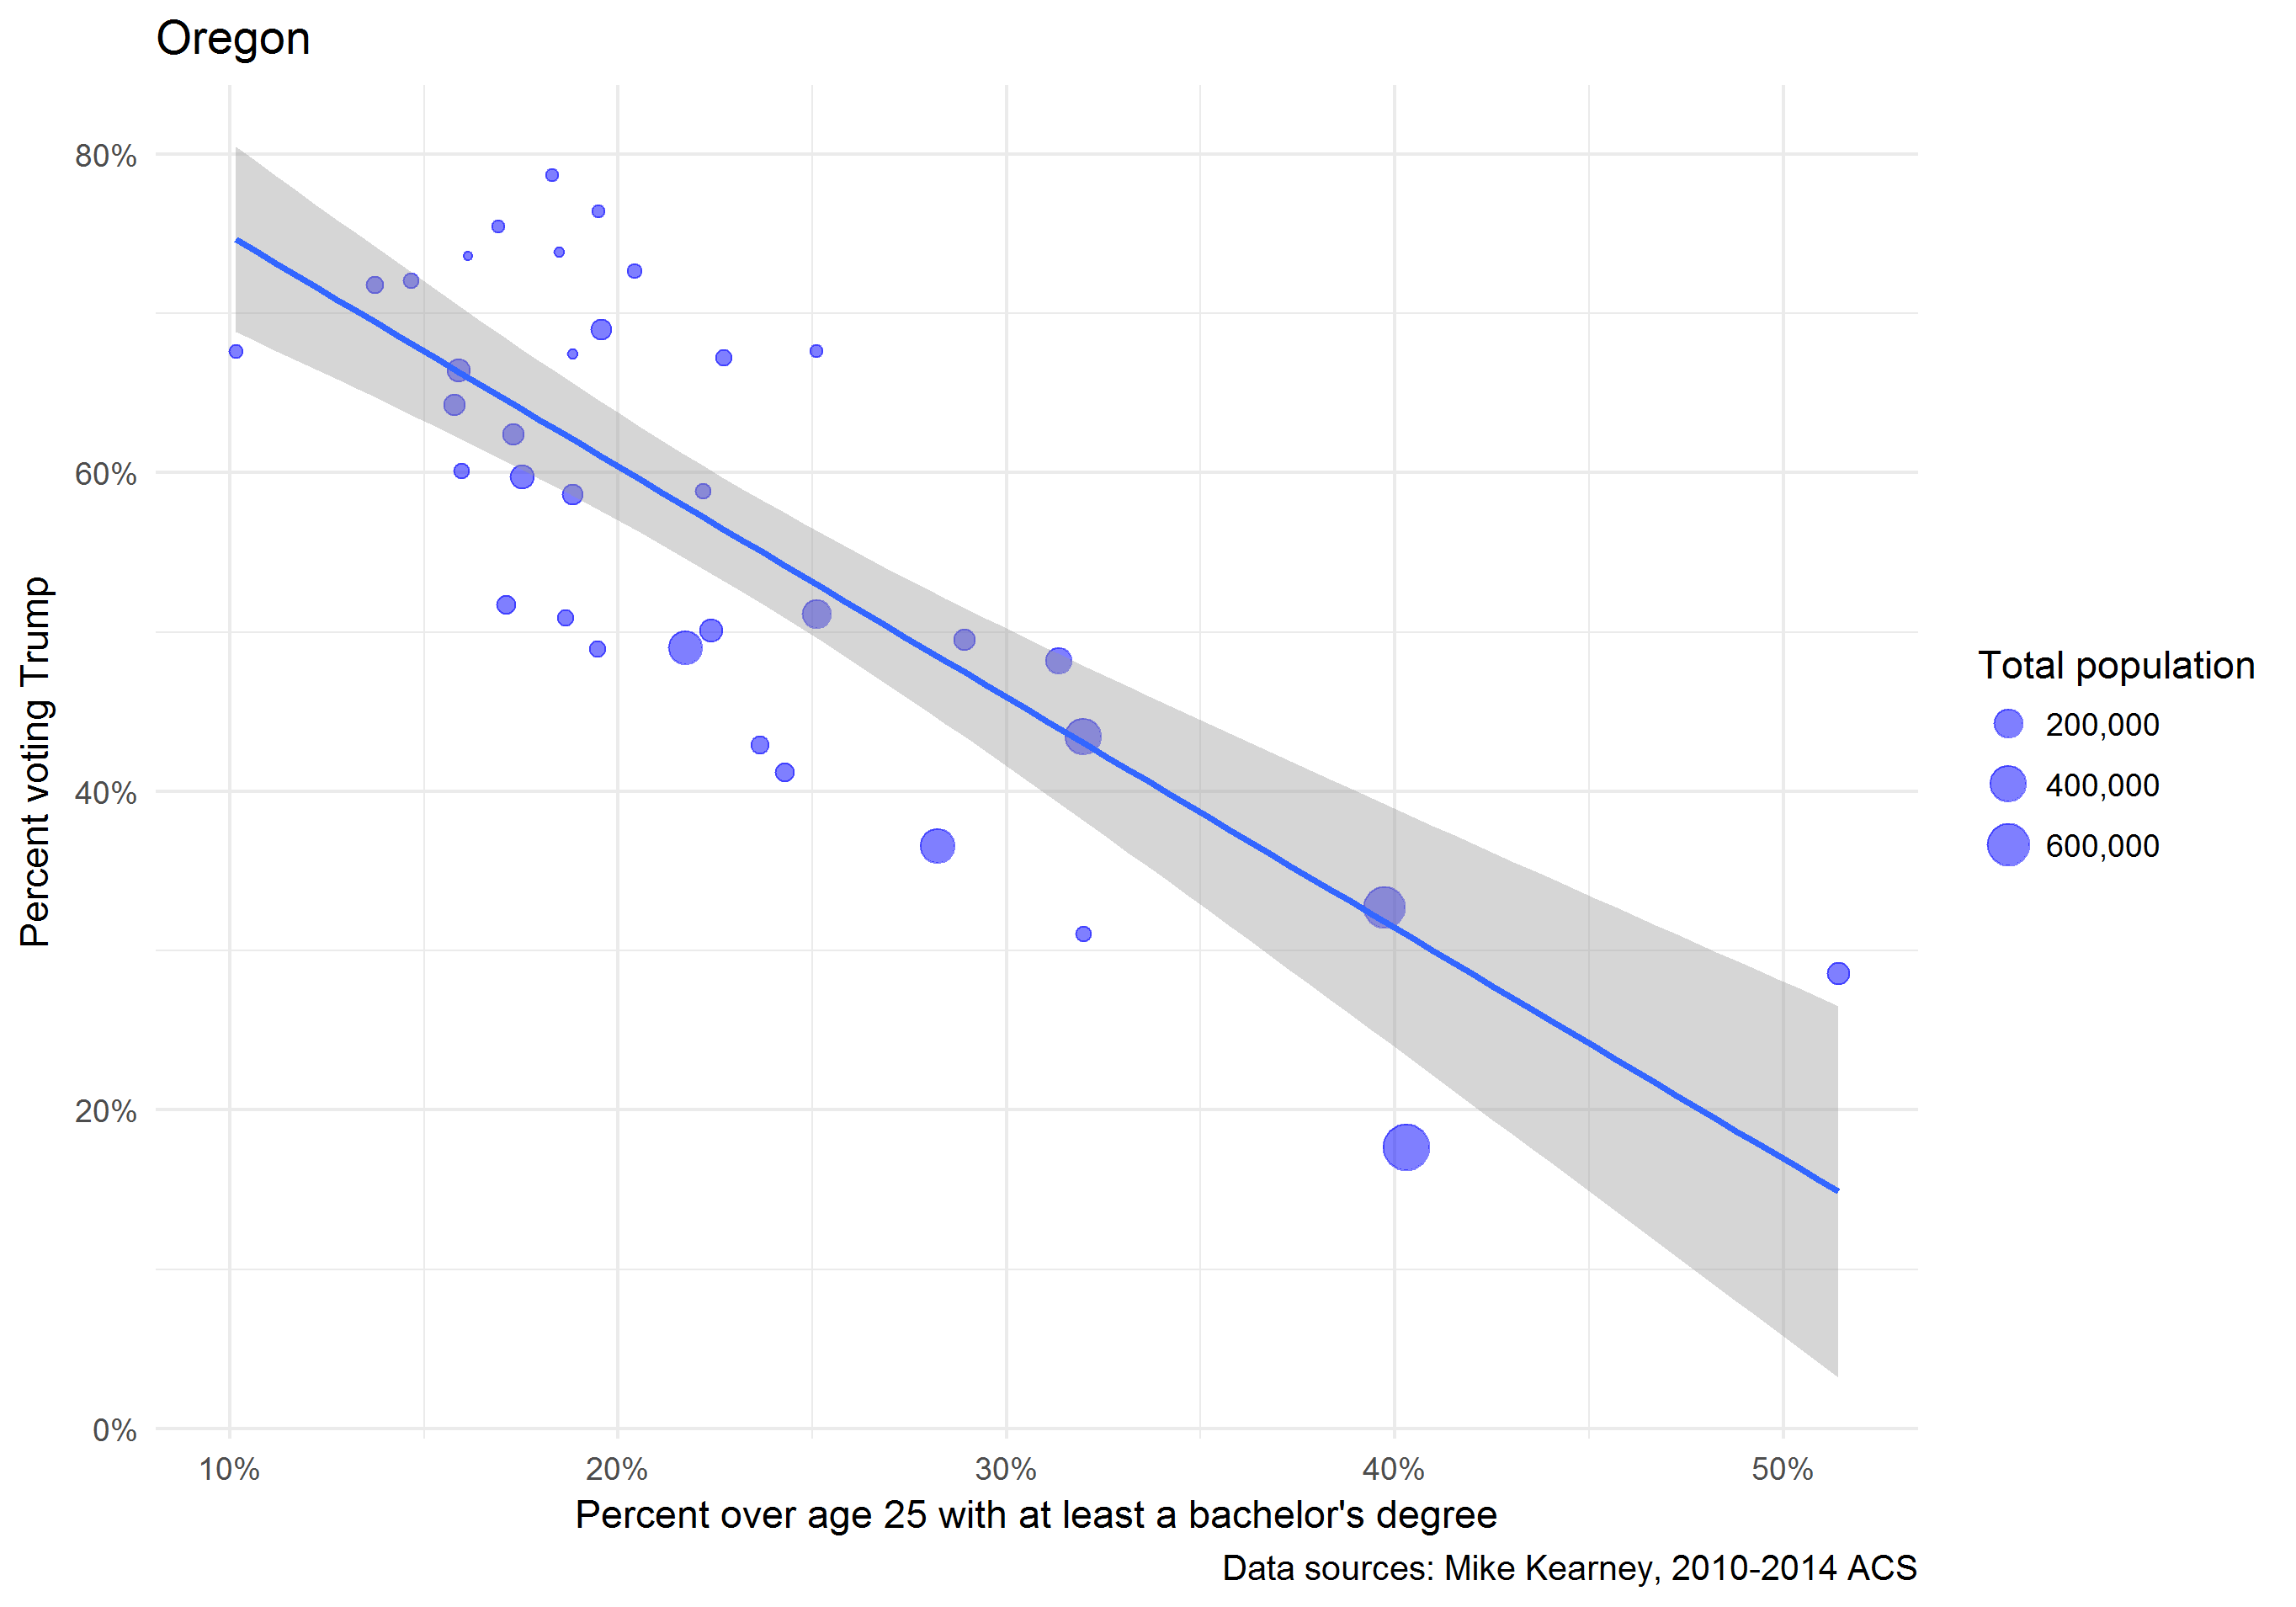 Oregon
80%
60%
40%
20%
0%
Percent voting Trump
10% 20% 30% 40% 50%
Percent over age 25 with at least a bachelor's degree
Data sources: Mike Kearney, 2010-2014 ACS
Total population
200,000
400,000
600,000